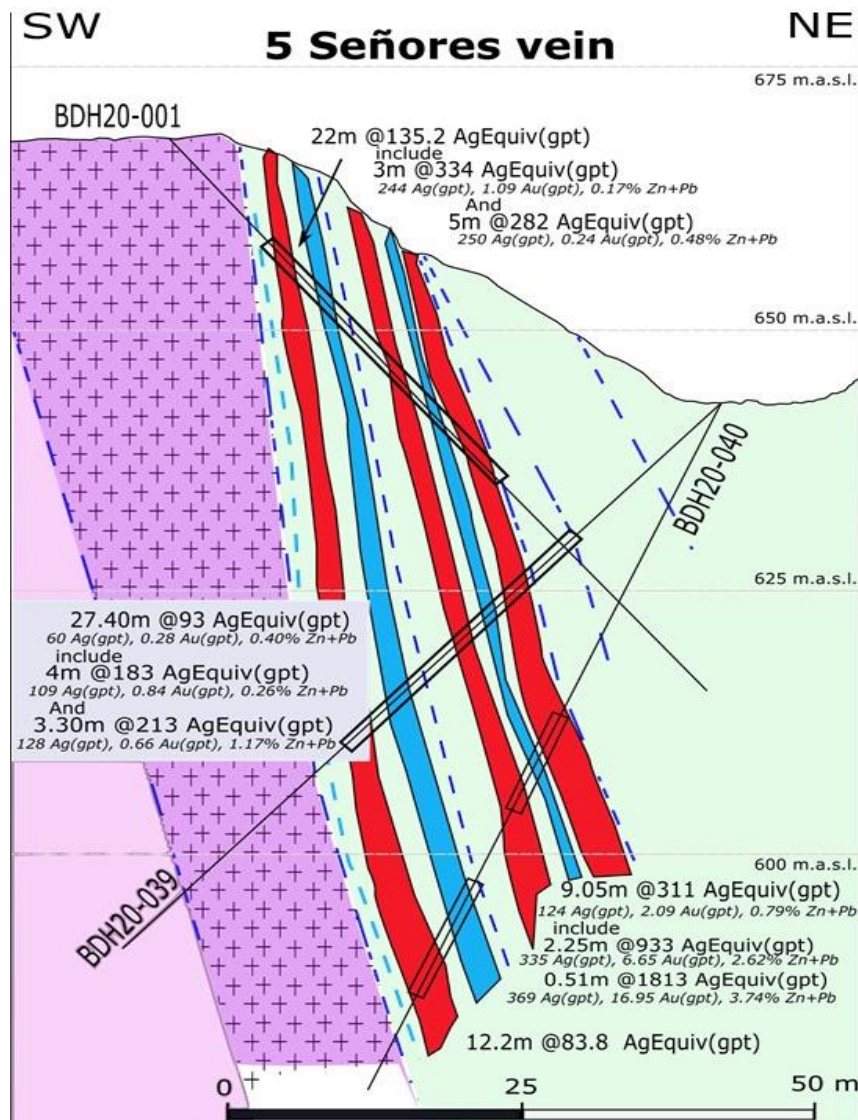 SW
NE
5 Señores vein
675 m.a.s.l.
BDH20-001
22m @135.2 AgEquiv(gpt)
include
3m @334 AgEquiv(gpt)
244 Ag(gpt), 1.09 Au(gpt), 0.17% Zn+Pb
And
5m @282 AgEquiv(gpt)
250 Ag(gpt), 0.24 Au(gpt), 0.48% Zn+Pb
650 m.a.s.l.
BDH20-040
625 m.a.s.l.
27.40m @93 AgEquiv(gpt)
60 Ag(gpt), 0.28 Au(gpt), 0.40% Zn+Pb
include
4m @183 AgEquiv(gpt)
109 Ag(gpt), 0.84 Au(gpt), 0.26% Zn+Pb
And
3.30m @213 AgEquiv(gpt)
128 Ag(gpt), 0.66 Au(gpt), 1.17% Zn+Pb
600 m.a.s.l.
BDH20-039
9.05m @311 AgEquiv(gpt)
124 Ag(gpt), 2.09 Au(gpt), 0.79% Zn+Pb
include
2.25m @933 AgEquiv(gpt)
335 Ag(gpt), 6.65 Au(gpt), 2.62% Zn+Pb
0.51m @1813 AgEquiv(gpt)
369 Ag(gpt), 16.95 Au(gpt), 3.74% Zn+Pb
12.2m @83.8 AgEquiv(gpt)
0
25
50 m